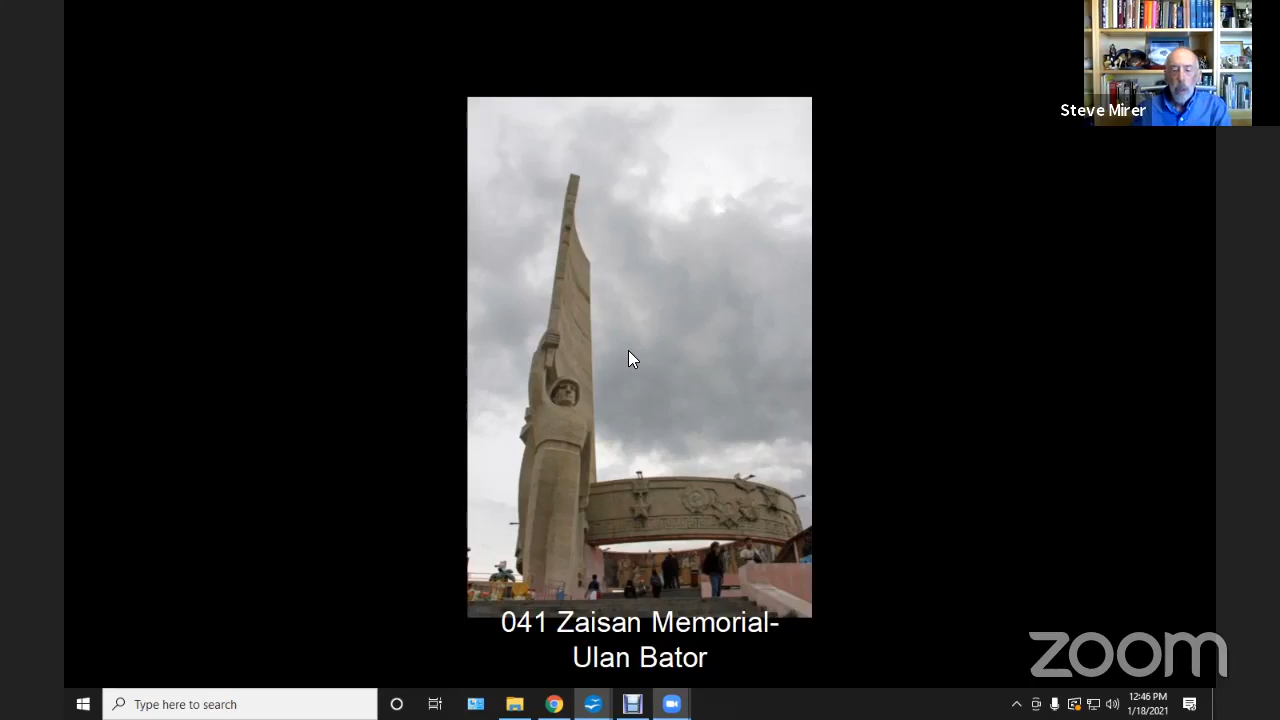 Steve Mirer
041 Zaisan Memorial-
Ulan Bator
zoom
Type here to search
12:46 PM
1/18/2021